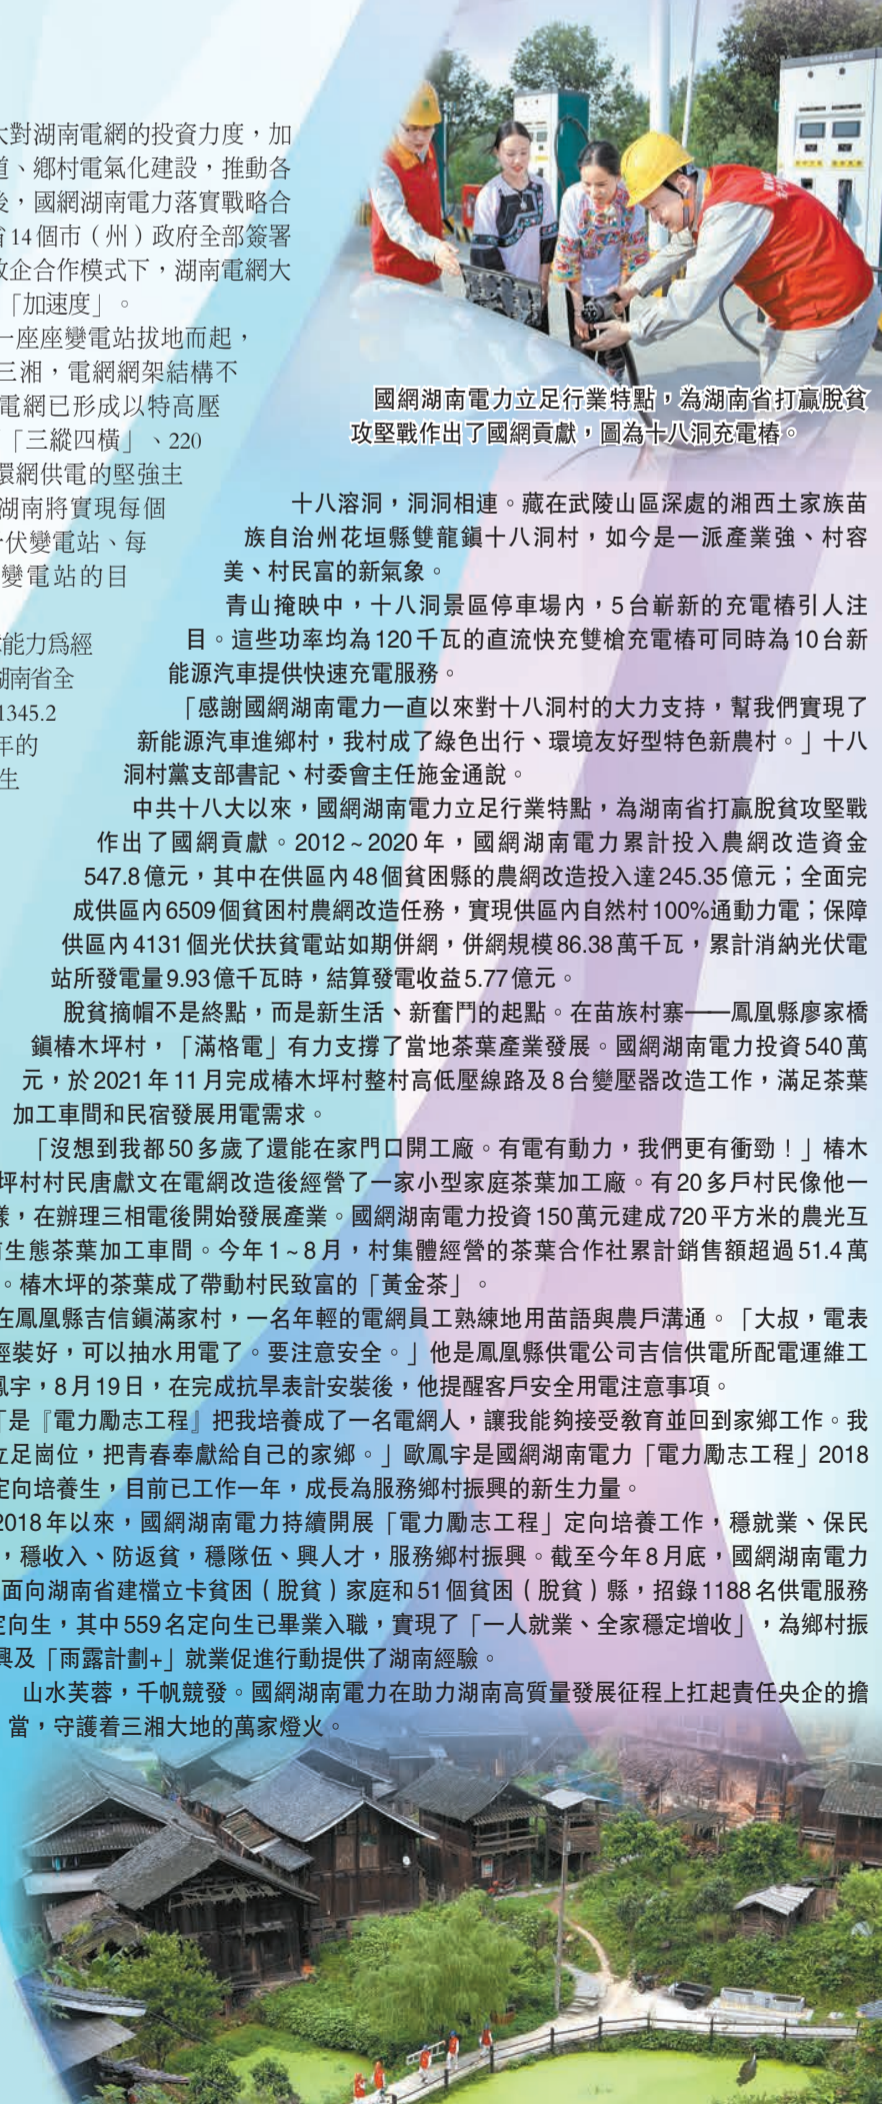 大對湖南電網的投資力度，加
道、鄉村電氣化建設，推動各
後，國網湖南電力落實戰略合
省14個市（州）政府全部簽署
政企合作模式下，湖南電網大
「加速度」。
一座座變電站拔地而起，
三湘，電網網架結構不
電網已形成以特高壓
「三縱四橫」、220
環網供電的堅強主
湖南將實現每個
伏變電站、每
變電站的目
能力爲經
湖南省全
1345.2
年的
生
國網湖南電力立足行業特點，為湖南省打贏脫貧
攻堅戰作出了國網貢獻，圖為十八洞充電樁。
十八溶洞，洞洞相連。藏在武陵山區深處的湘西土家族苗
族自治州花垣縣雙龍鎮十八洞村，如今是一派產業強、村容
美、村民富的新氣象。
青山掩映中，十八洞景區停車場內，5台嶄新的充電樁引人注
目。這些功率均為120千瓦的直流快充雙槍充電樁可同時為10台新
能源汽車提供快速充電服務。
「感謝國網湖南電力一直以來對十八洞村的大力支持，幫我們實現了
新能源汽車進鄉村，我村成了綠色出行、環境友好型特色新農村。」十八
洞村黨支部書記、村委會主任施金通說。
中共十八大以來，國網湖南電力立足行業特點，為湖南省打贏脫貧攻堅戰
作出了國網貢獻。2012~2020年，國網湖南電力累計投入農網改造資金
547.8億元，其中在供區內48個貧困縣的農網改造投入達245.35億元；全面完
成供區內6509個貧困村農網改造任務，實現供區內自然村100%通動力電；保障
供區內4131個光伏扶貧電站如期併網，併網規模86.38萬千瓦，累計消納光伏電
站所發電量9.93億千瓦時，結算發電收益5.77億元。
脫貧摘帽不是終點，而是新生活、新奮鬥的起點。在苗族村寨——鳳凰縣廖家橋
鎮椿木坪村，「滿格電」有力支撐了當地茶葉產業發展。國網湖南電力投資540萬
元，於2021年11月完成椿木坪村整村高低壓線路及8台變壓器改造工作，滿足茶葉
加工車間和民宿發展用電需求。
「沒想到我都50多歲了還能在家門口開工廠。有電有動力，我們更有衝勁！」椿木
坪村村民唐獻文在電網改造後經營了一家小型家庭茶葉加工廠。有20多戶村民像他一
樣，在辦理三相電後開始發展產業。國網湖南電力投資150萬元建成720平方米的農光互
生態茶葉加工車間。今年1~8月，村集體經營的茶葉合作社累計銷售額超過51.4萬
。椿木坪的茶葉成了帶動村民致富的「黃金茶」。
在鳳凰縣吉信鎮滿家村，一名年輕的電網員工熟練地用苗語與農戶溝通。「大叔，電表
經裝好，可以抽水用電了。要注意安全。」他是鳳凰縣供電公司吉信供電所配電運維工
鳳宇，8月19日，在完成抗旱表計安裝後，他提醒客戶安全用電注意事項。
「是『電力勵志工程』把我培養成了一名電網人，讓我能夠接受教育並回到家鄉工作。我
立足崗位，把青春奉獻給自己的家鄉。」歐鳳宇是國網湖南電力「電力勵志工程」2018
定向培養生，目前已工作一年，成長為服務鄉村振興的新生力量。
2018年以來，國網湖南電力持續開展「電力勵志工程」定向培養工作，穩就業、保民
，穩收入、防返貧，穩隊伍、興人才，服務鄉村振興。截至今年8月底，國網湖南電力
面向湖南省建檔立卡貧困（脫貧）家庭和51個貧困（脫貧）縣，招錄1188名供電服務
定向生，其中559名定向生已畢業入職，實現了「一人就業、全家穩定增收」，為鄉村振
興及「雨露計劃+」就業促進行動提供了湖南經驗。
山水芙蓉，千帆競發。國網湖南電力在助力湖南高質量發展征程上扛起責任央企的擔
當，守護着三湘大地的萬家燈火。